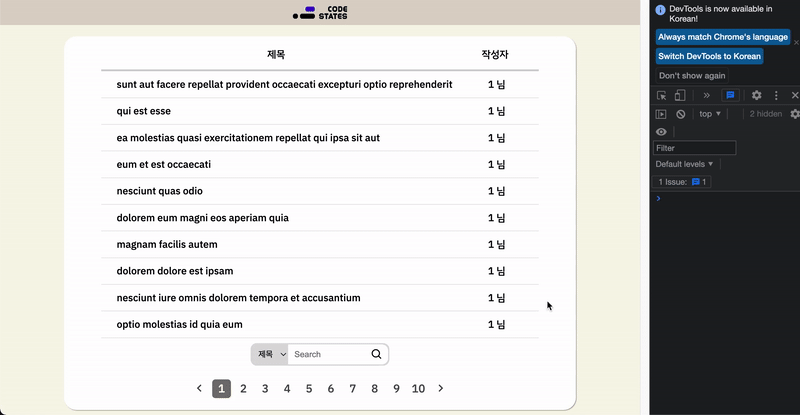 CODE
STATES
제목 작성자
sunt aut facere repellat provident occaecati excepturi optio reprehenderit 1 님
qui est esse 1 님
ea molestias quasi exercitationem repellat qui ipsa sit aut 1 님
eum et est occaecati 1 님
nesciunt quas odio 1 님
dolorem eum magni eos aperiam quia 1 님
magnam facilis autem 1 님
dolorem dolore est ipsam 1 님
nesciunt iure omnis dolorem tempora et accusantium 1 님
optio molestias id quia eum 1 님
제목 Search
1 2 3 4 5 6 7 8 9 10
DevTools is now available in
Korean!
Always match Chrome's language
Switch DevTools to Korean
Don't show again
top 2 hidden
Filter
Default levels
1 Issue: 1